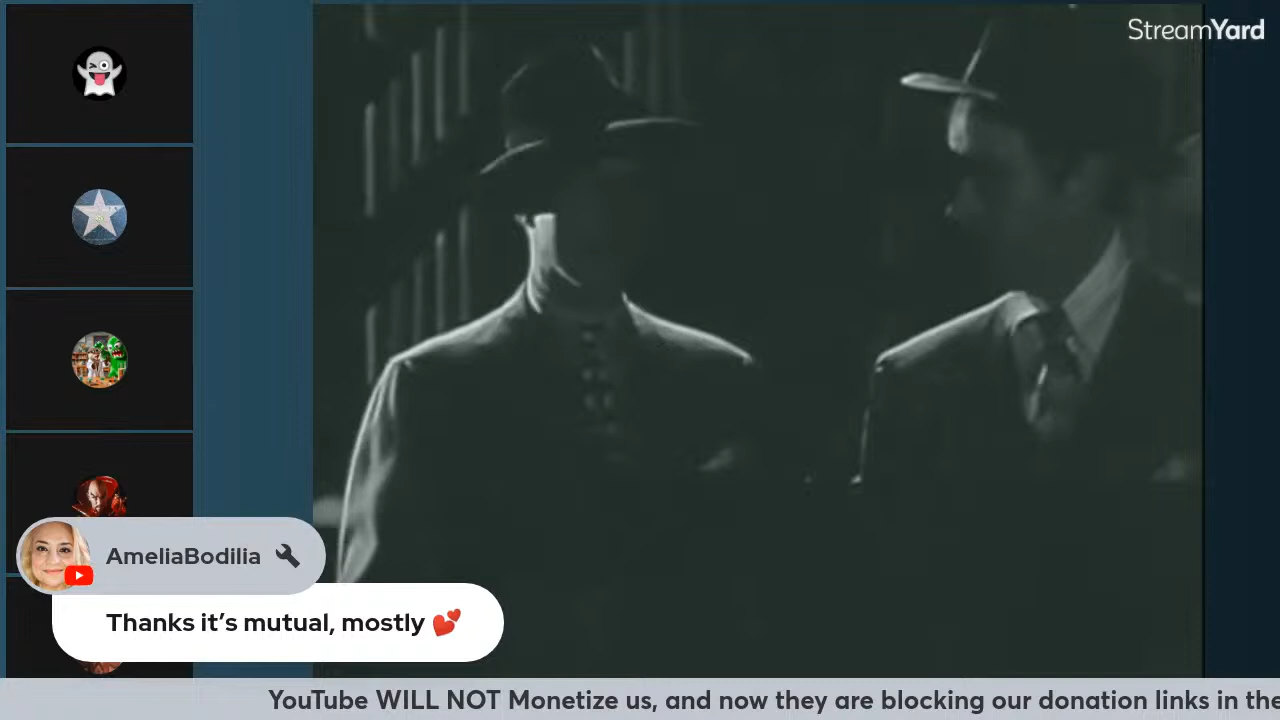 StreamYard
AmeliaBodilia
Thanks it’s mutual, mostly 💕
YouTube WILL NOT Monetize us, and now they are blocking our donation links in the